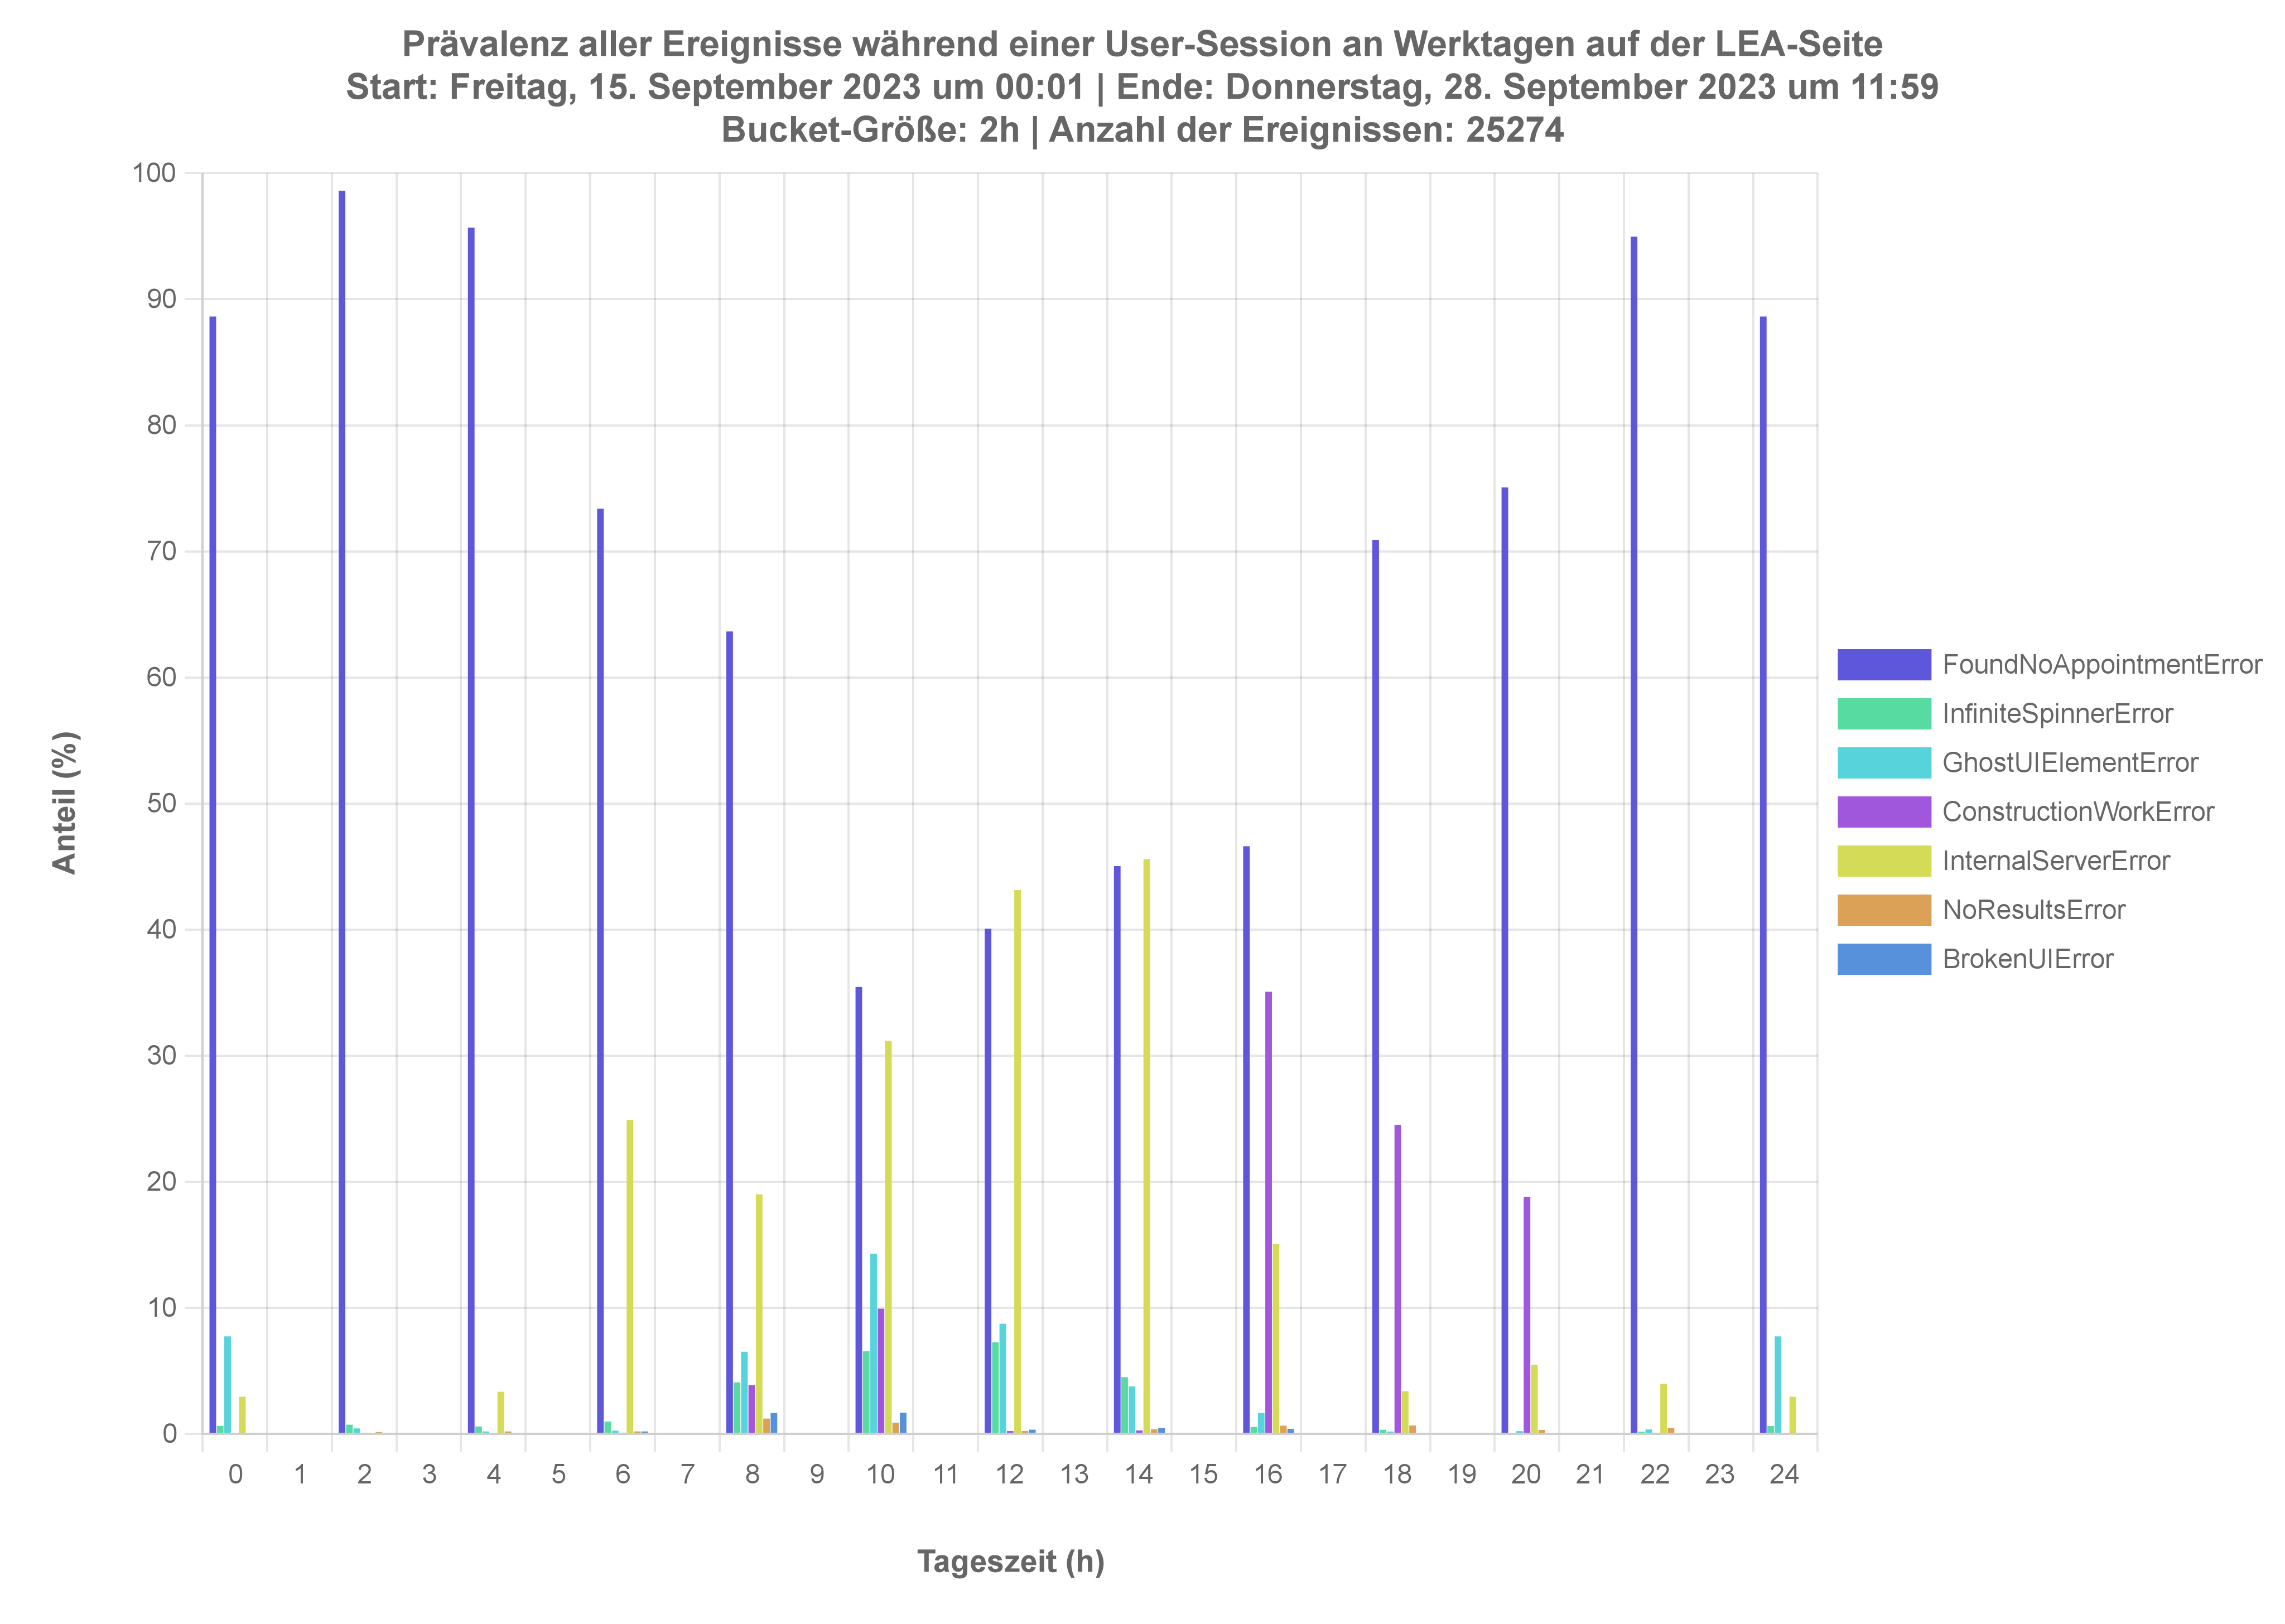 Prävalenz aller Ereignisse während einer User-Session an Werktagen auf der LEA-Seite
Start: Freitag, 15. September 2023 um 00:01 | Ende: Donnerstag, 28. September 2023 um 11:59
Bucket-Größe: 2h | Anzahl der Ereignissen: 25274
100
90
80
70
60
50
40
30
20
10
0
Anteil (%)
0 1 2 3 4 5 6 7 8 9 10 11 12 13 14 15 16 17 18 19 20 21 22 23 24
Tageszeit (h)
FoundNoAppointmentError
InfiniteSpinnerError
GhostUIElementError
ConstructionWorkError
InternalServerError
NoResultsError
BrokenUIError